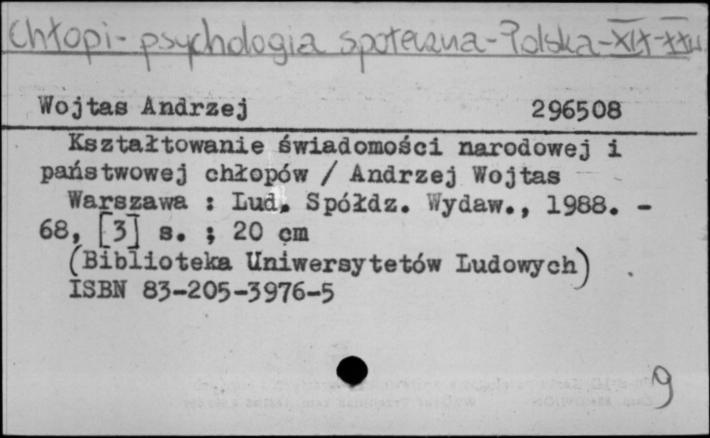 Chłopi - psychologia społeczna - Polska - XIX - XX w
Wojtas Andrzej 296508
Kształtowanie świadomości narodowej i
państwowej chłopów / Andrzej Wojtas
Warszawa : Lud. Spółdz. Wydaw., 1988. -
68, [3] s. ; 20 cm
(Biblioteka Uniwersytetów Ludowych)
ISBN 83-205-3976-5
9